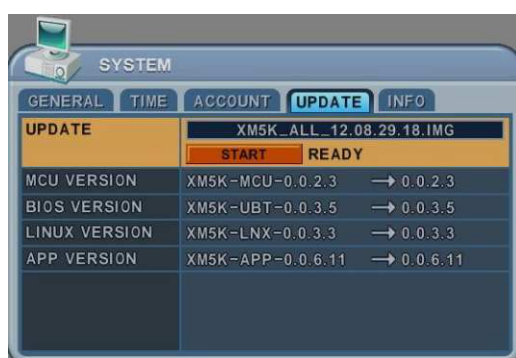 SYSTEM
GENERAL TIME ACCOUNT UPDATE INFO
UPDATE XM5K_ALL_12.08.29.18.IMG
START READY
MCU VERSION XM5K-MCU-0.0.2.3 → 0.0.2.3
BIOS VERSION XM5K-UBT-0.0.3.5 → 0.0.3.5
LINUX VERSION XM5K-LNX-0.0.3.3 → 0.0.3.3
APP VERSION XM5K-APP-0.0.6.11 → 0.0.6.11